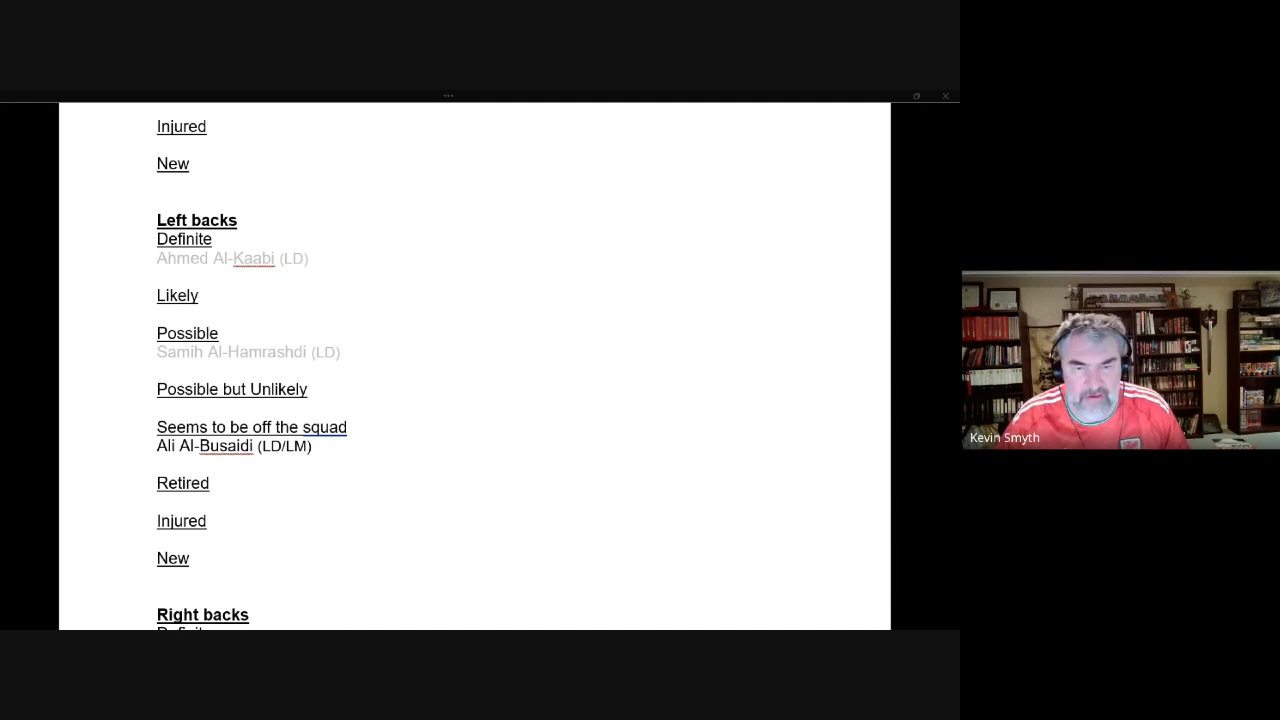 Injured
New
Left backs
Definite
Ahmed Al-Kaabi (LD)
Likely
Possible
Samih Al-Hamrashdi (LD)
Possible but Unlikely
Seems to be off the squad
Ali Al-Busaidi (LD/LM)
Retired
Injured
New
Right backs
Kevin Smyth